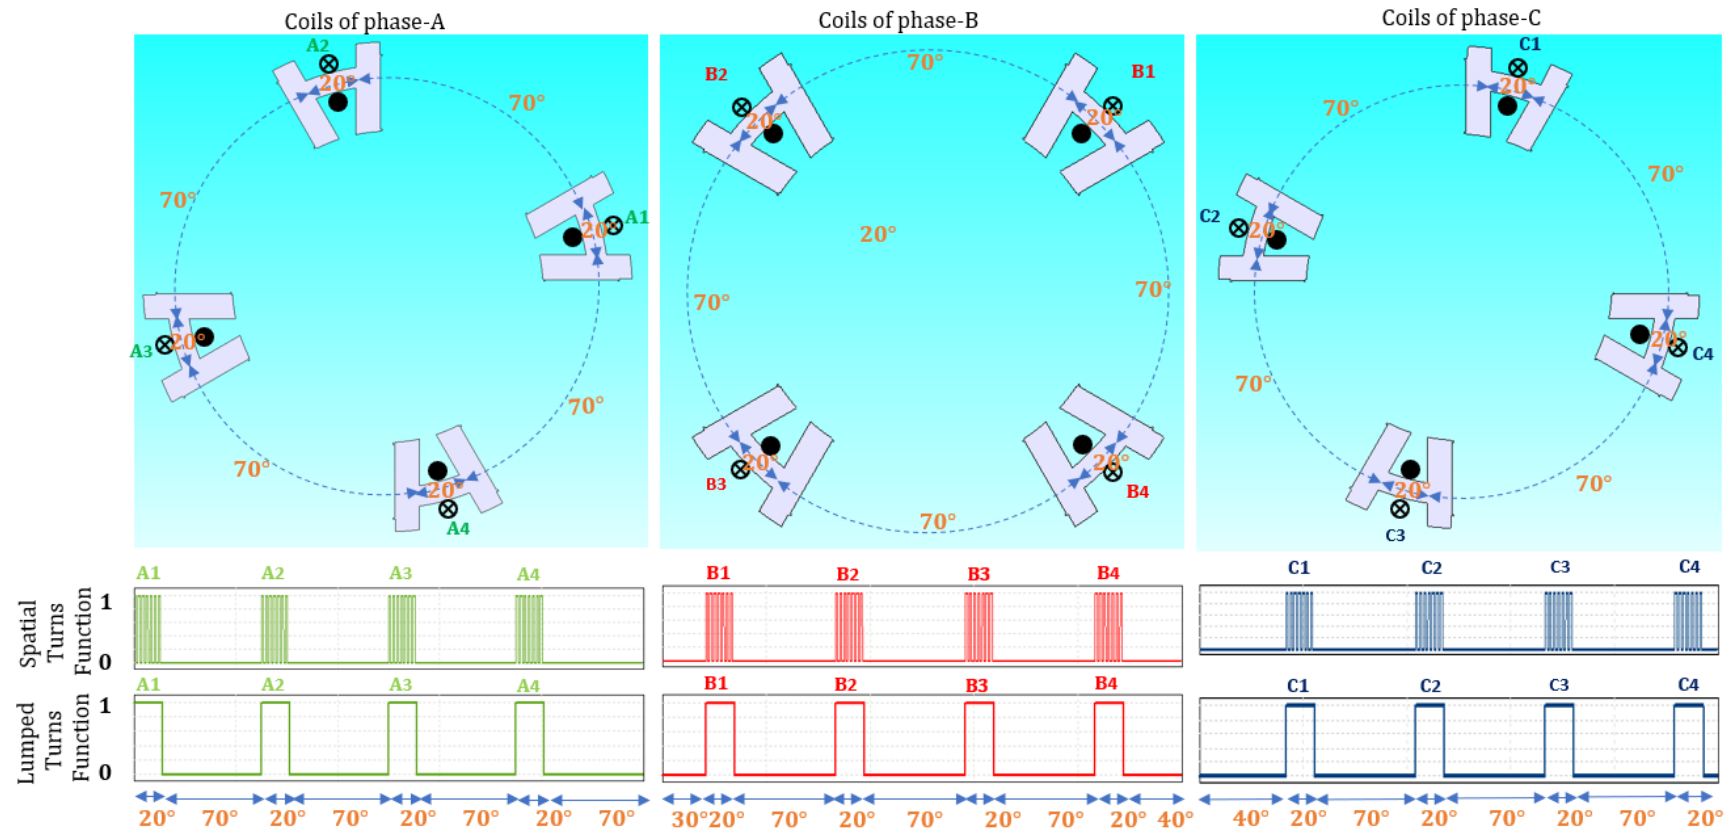 Coils of phase-A
Coils of phase-B
Coils of phase-C
A2
20°
70°
70°
20°
A1
A3
20°
70°
70°
20°
A4
B2
70°
B1
20°
20°
20°
70°
70°
B3
20°
20°
B4
70°
C1
20°
70°
70°
C2
20°
20°
C4
70°
70°
20°
C3
Spatial
Turns
Function
1
0
A1 A2 A3 A4
B1 B2 B3 B4
C1 C2 C3 C4
Lumped
Turns
Function
1
0
A1 A2 A3 A4
B1 B2 B3 B4
C1 C2 C3 C4
20° 70° 20° 70° 20° 70° 20° 70°
30° 20° 70° 20° 70° 20° 70° 20° 40°
40° 20° 70° 20° 70° 20° 70° 20°